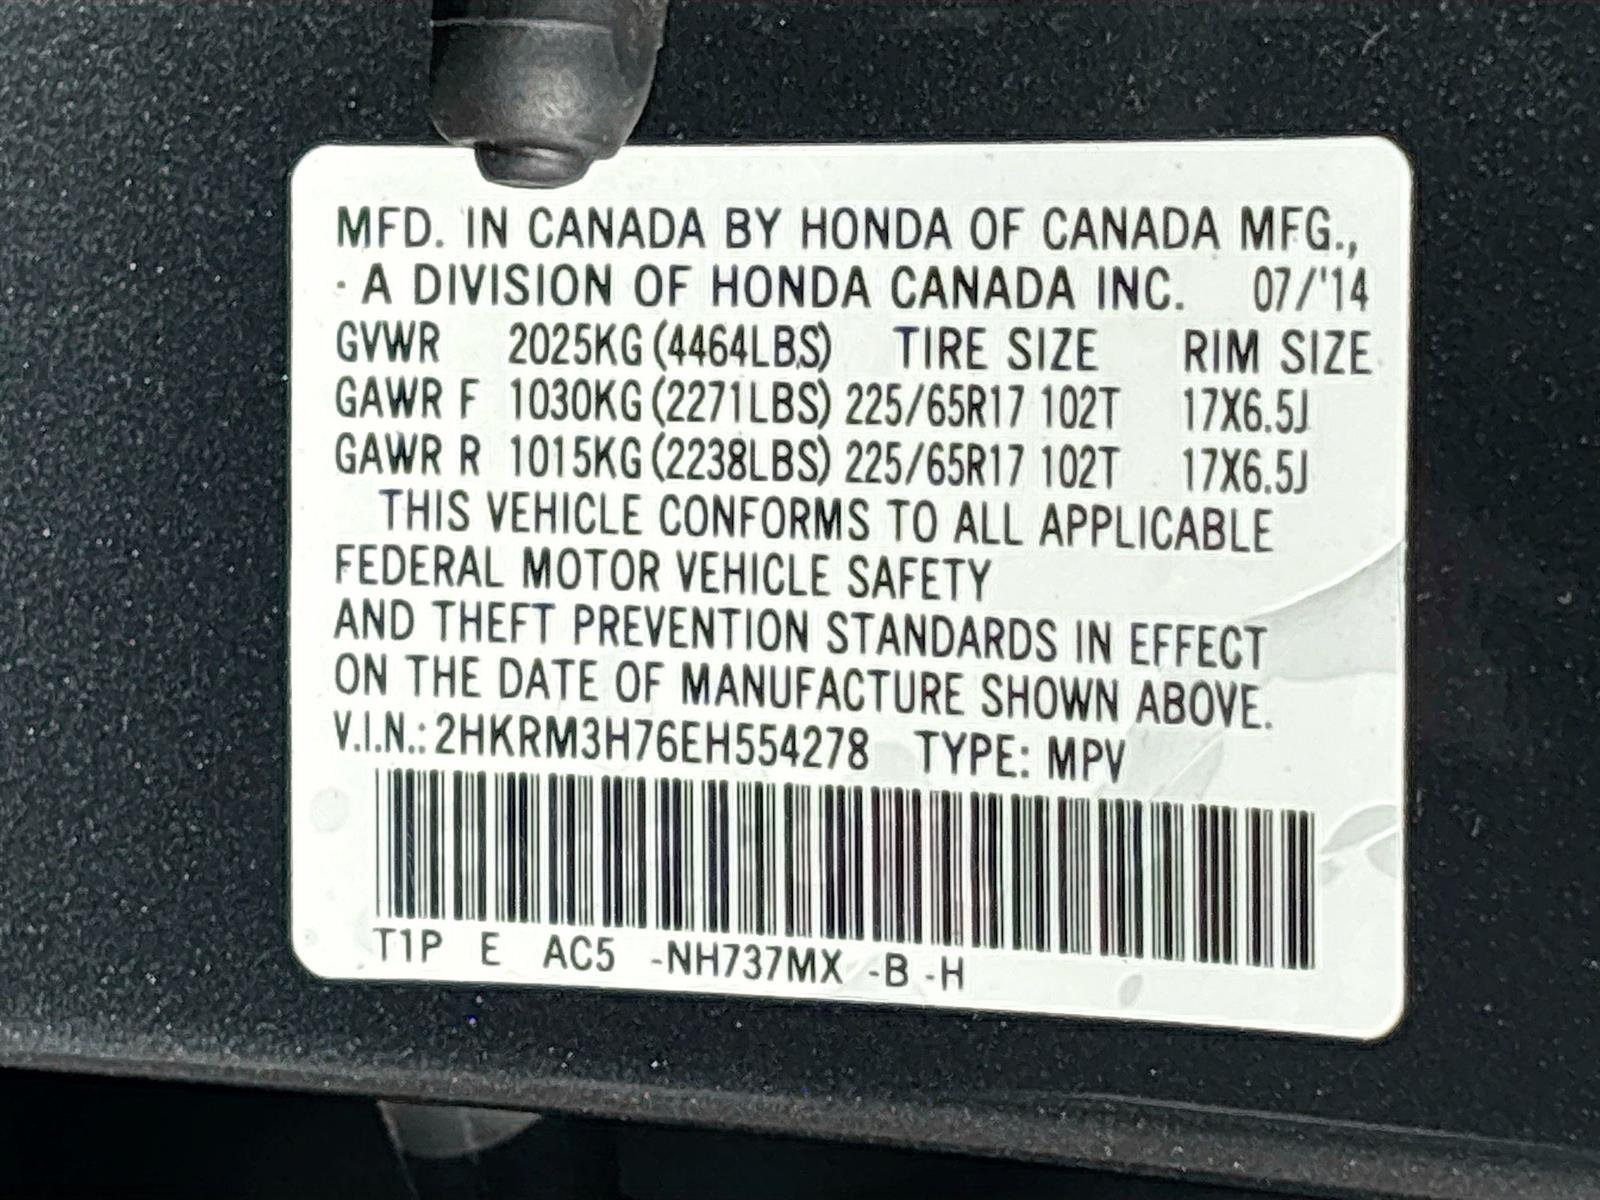 MFD. IN CANADA BY HONDA OF CANADA MFG.,
A DIVISION OF HONDA CANADA INC. 07/'14
GVWR 2025KG (4464LBS) TIRE SIZE RIM SIZE
GAWR F 1030KG (2271LBS) 225/65R17 102T 17X6.5J
GAWR R 1015KG (2238LBS) 225/65R17 102T 17X6.5J
THIS VEHICLE CONFORMS TO ALL APPLICABLE
FEDERAL MOTOR VEHICLE SAFETY
AND THEFT PREVENTION STANDARDS IN EFFECT
ON THE DATE OF MANUFACTURE SHOWN ABOVE.
V.I.N.: 2HKRM3H76EH554278 TYPE: MPV
T1P E AC5 -NH737MX -B -H